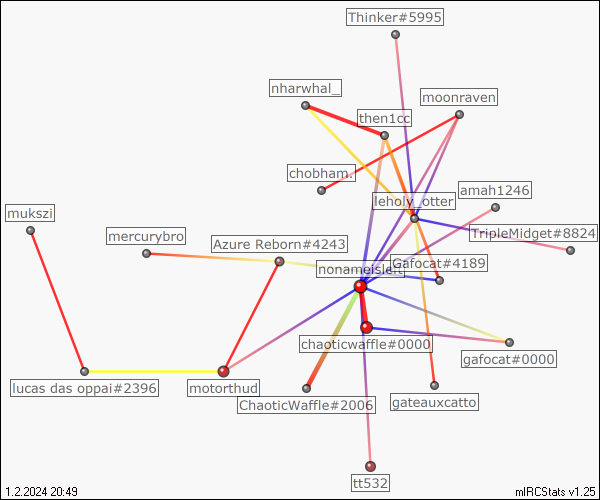 Thinker#5995
nharwhal_
moonraven
then1cc
chobham.
amah1246
leholy_otter
mukszi
TripleMidget#8824
mercurybro
Azure Reborn#4243
Gafocat#4189
nonameisleft
chaoticwaffle#0000
gafocat#0000
lucas das oppai#2396
motorthud
ChaoticWaffle#2006
gateauxcatto
tt532
1.2.2024 20:49
mIRCStats v1.25